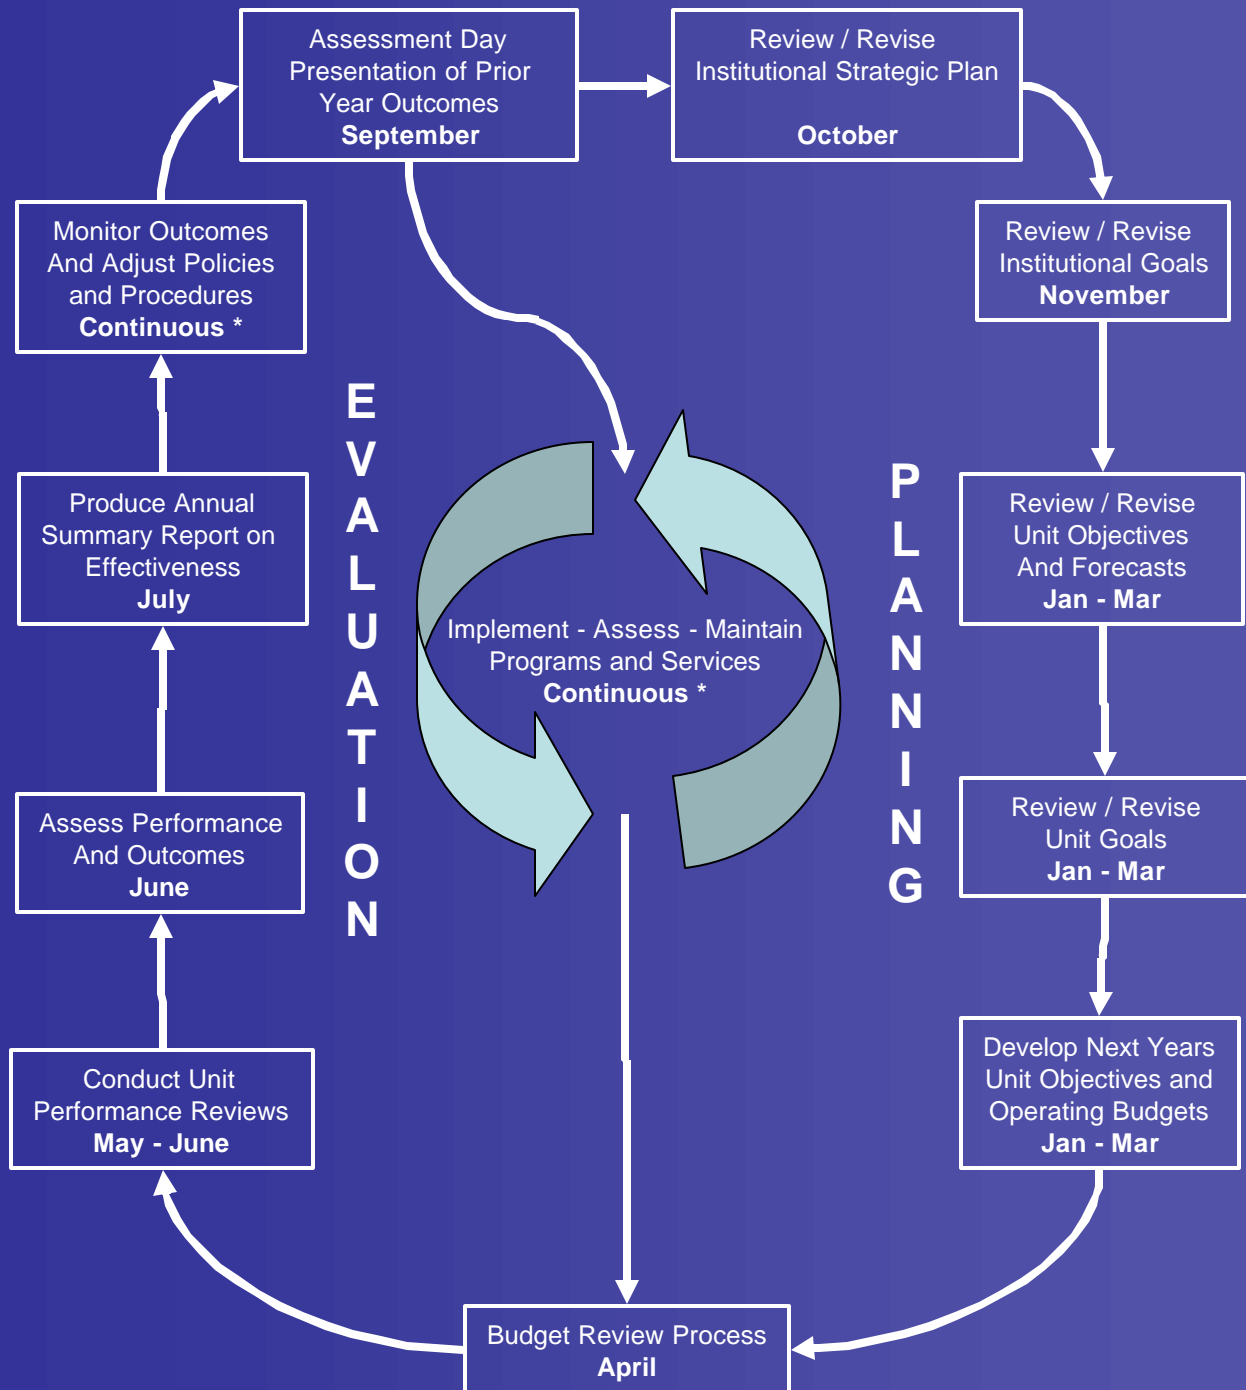 Assessment Day
Presentation of Prior
Year Outcomes
September
Review / Revise
Institutional Strategic Plan
October
Monitor Outcomes
And Adjust Policies
and Procedures
Continuous *
Review / Revise
Institutional Goals
November
EVALUATION
PLANNING
Produce Annual
Summary Report on
Effectiveness
July
Review / Revise
Unit Objectives
And Forecasts
Jan - Mar
Implement - Assess - Maintain
Programs and Services
Continuous *
Assess Performance
And Outcomes
June
Review / Revise
Unit Goals
Jan - Mar
Conduct Unit
Performance Reviews
May - June
Develop Next Years
Unit Objectives and
Operating Budgets
Jan - Mar
Budget Review Process
April